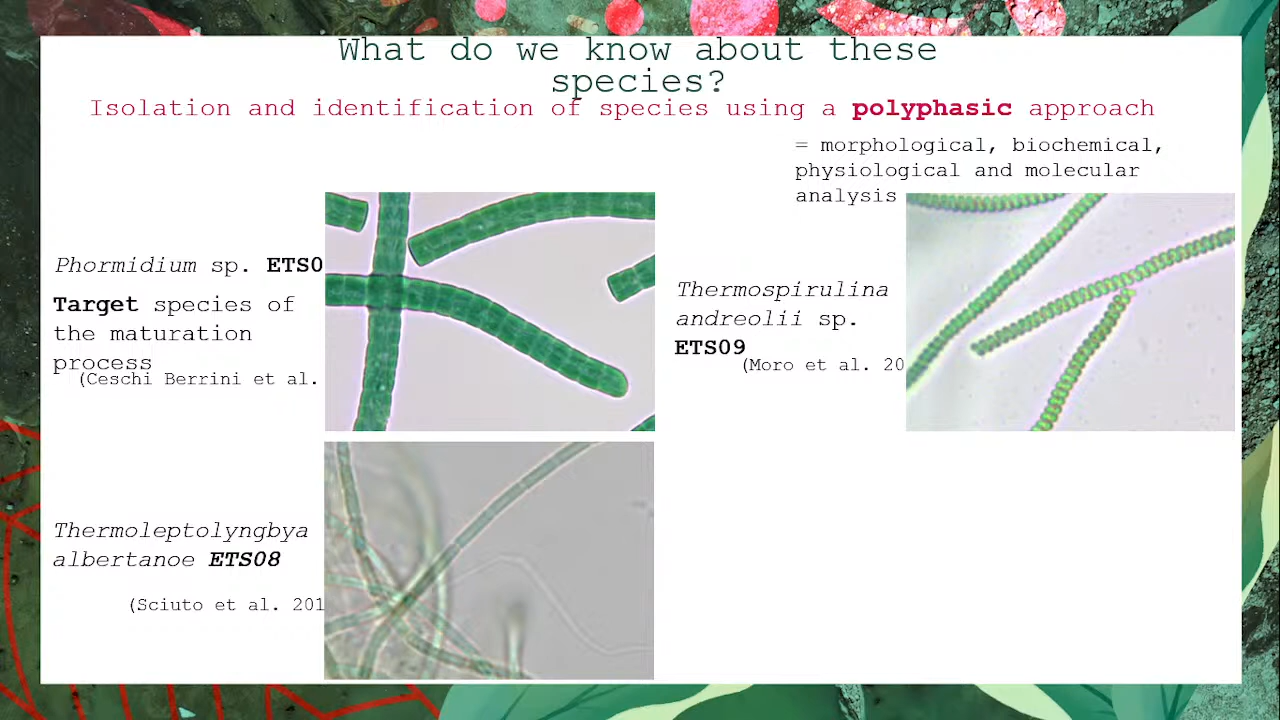 What do we know about these
species?
Isolation and identification of species using a polyphasic approach
= morphological, biochemical,
physiological and molecular
analysis
Phormidium sp. ETS0
Target species of
the maturation
process
(Ceschi Berrini et al.
Thermospirulina
andreolii sp.
ETS09
(Moro et al. 20
Thermoleptolyngbya
albertanoe ETS08
(Sciuto et al. 201